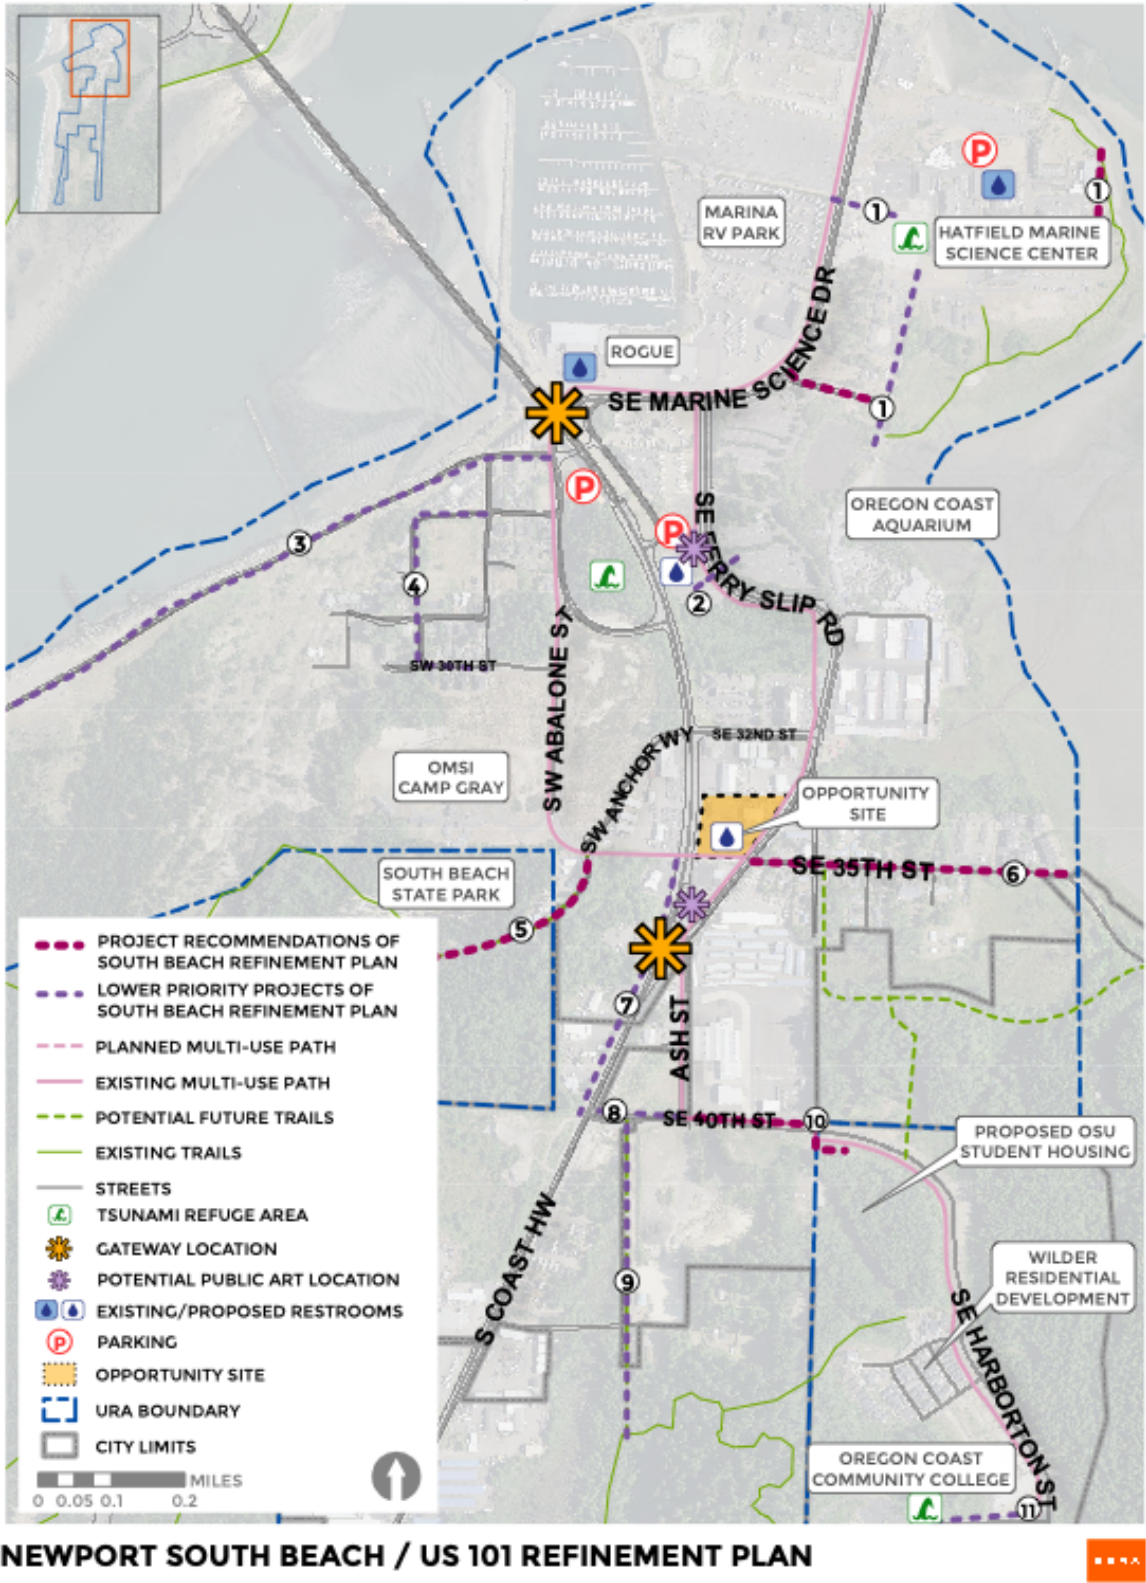 P
1
MARINA
RV PARK
1
HATFIELD MARINE
SCIENCE CENTER
SE MARINE SCIENCE DR
ROGUE
1
P
OREGON COAST
AQUARIUM
P
3
SE FERRY SLIP RD
4
2
SW 30TH ST
SW ABALONE ST
SW ANCHOR WY
SE 32ND ST
OMSI
CAMP GRAY
OPPORTUNITY
SITE
SOUTH BEACH
STATE PARK
SE 35TH ST
6
5
7
ASH ST
8
SE 40TH ST
10
PROPOSED OSU
STUDENT HOUSING
S COAST HW
9
WILDER
RESIDENTIAL
DEVELOPMENT
SE HARBORTON ST
OREGON COAST
COMMUNITY COLLEGE
11
PROJECT RECOMMENDATIONS OF
SOUTH BEACH REFINEMENT PLAN
LOWER PRIORITY PROJECTS OF
SOUTH BEACH REFINEMENT PLAN
PLANNED MULTI-USE PATH
EXISTING MULTI-USE PATH
POTENTIAL FUTURE TRAILS
EXISTING TRAILS
STREETS
TSUNAMI REFUGE AREA
GATEWAY LOCATION
POTENTIAL PUBLIC ART LOCATION
EXISTING/PROPOSED RESTROOMS
P PARKING
OPPORTUNITY SITE
URA BOUNDARY
CITY LIMITS
MILES
0 0.05 0.1 0.2
NEWPORT SOUTH BEACH / US 101 REFINEMENT PLAN